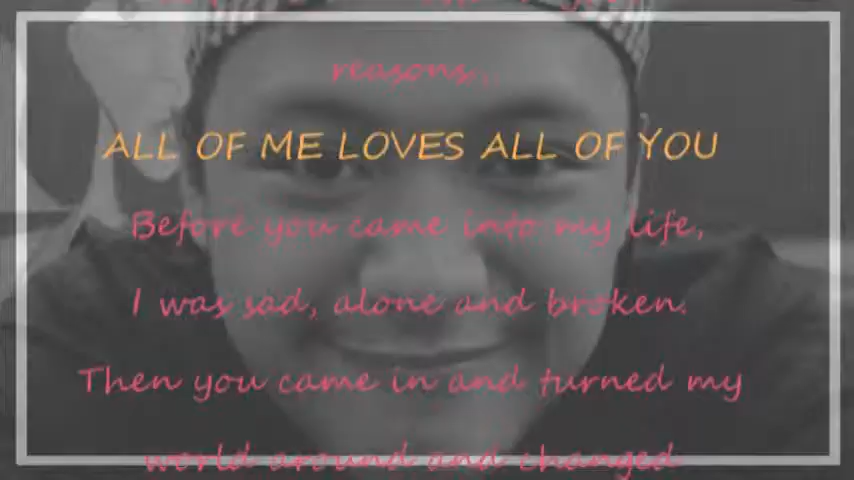 reasons...
ALL OF ME LOVES ALL OF YOU
Before you came into my life,
I was sad, alone and broken.
Then you came in and turned my
world around and changed